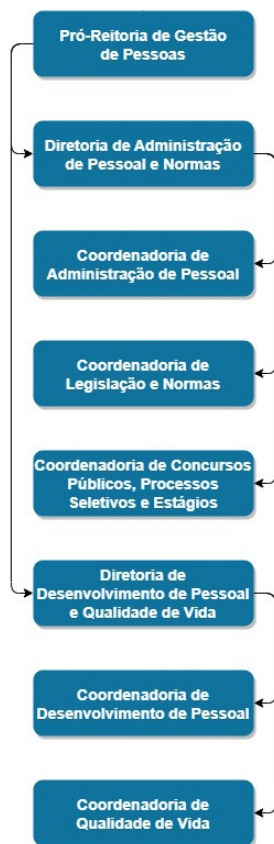 Pró-Reitoria de Gestão
de Pessoas
Diretoria de Administração
de Pessoal e Normas
Coordenadoria de
Administração de Pessoal
Coordenadoria de
Legislação e Normas
Coordenadoria de Concursos
Públicos, Processos
Seletivos e Estágios
Diretoria de
Desenvolvimento de Pessoal
e Qualidade de Vida
Coordenadoria de
Desenvolvimento de Pessoal
Coordenadoria de
Qualidade de Vida